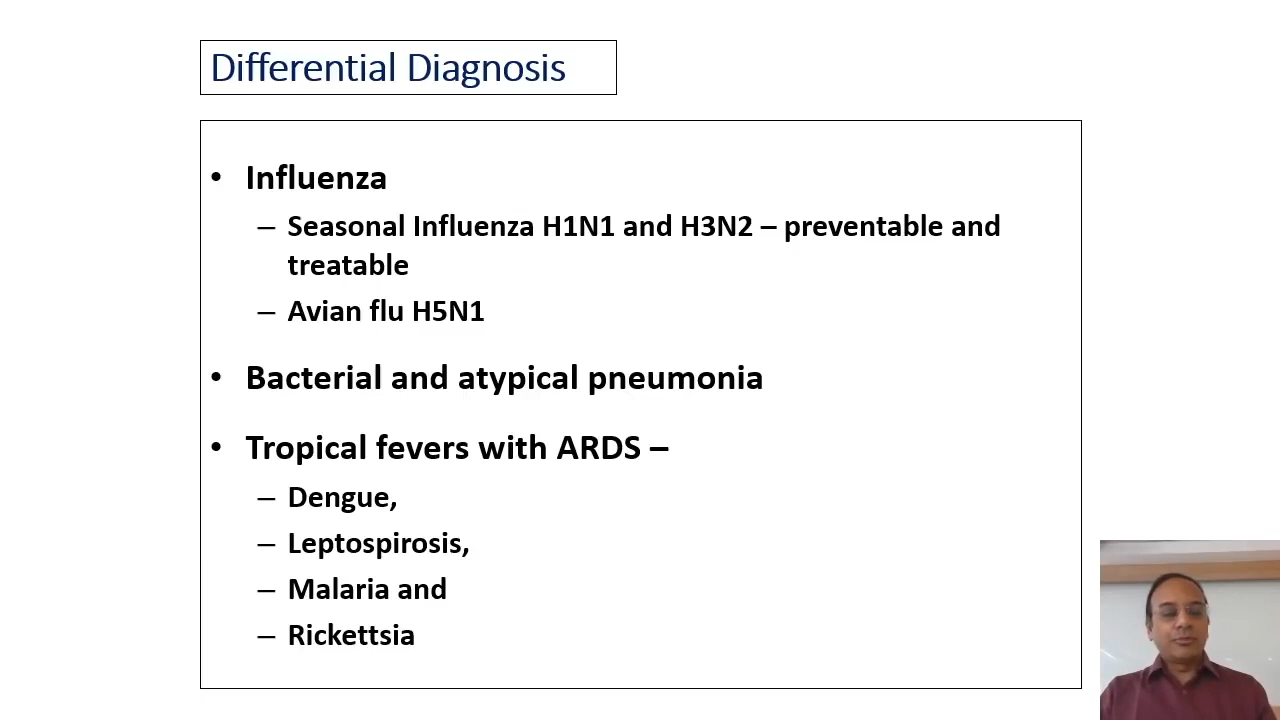 Differential Diagnosis
• Influenza
– Seasonal Influenza H1N1 and H3N2 – preventable and
treatable
– Avian flu H5N1
• Bacterial and atypical pneumonia
• Tropical fevers with ARDS –
– Dengue,
– Leptospirosis,
– Malaria and
– Rickettsia